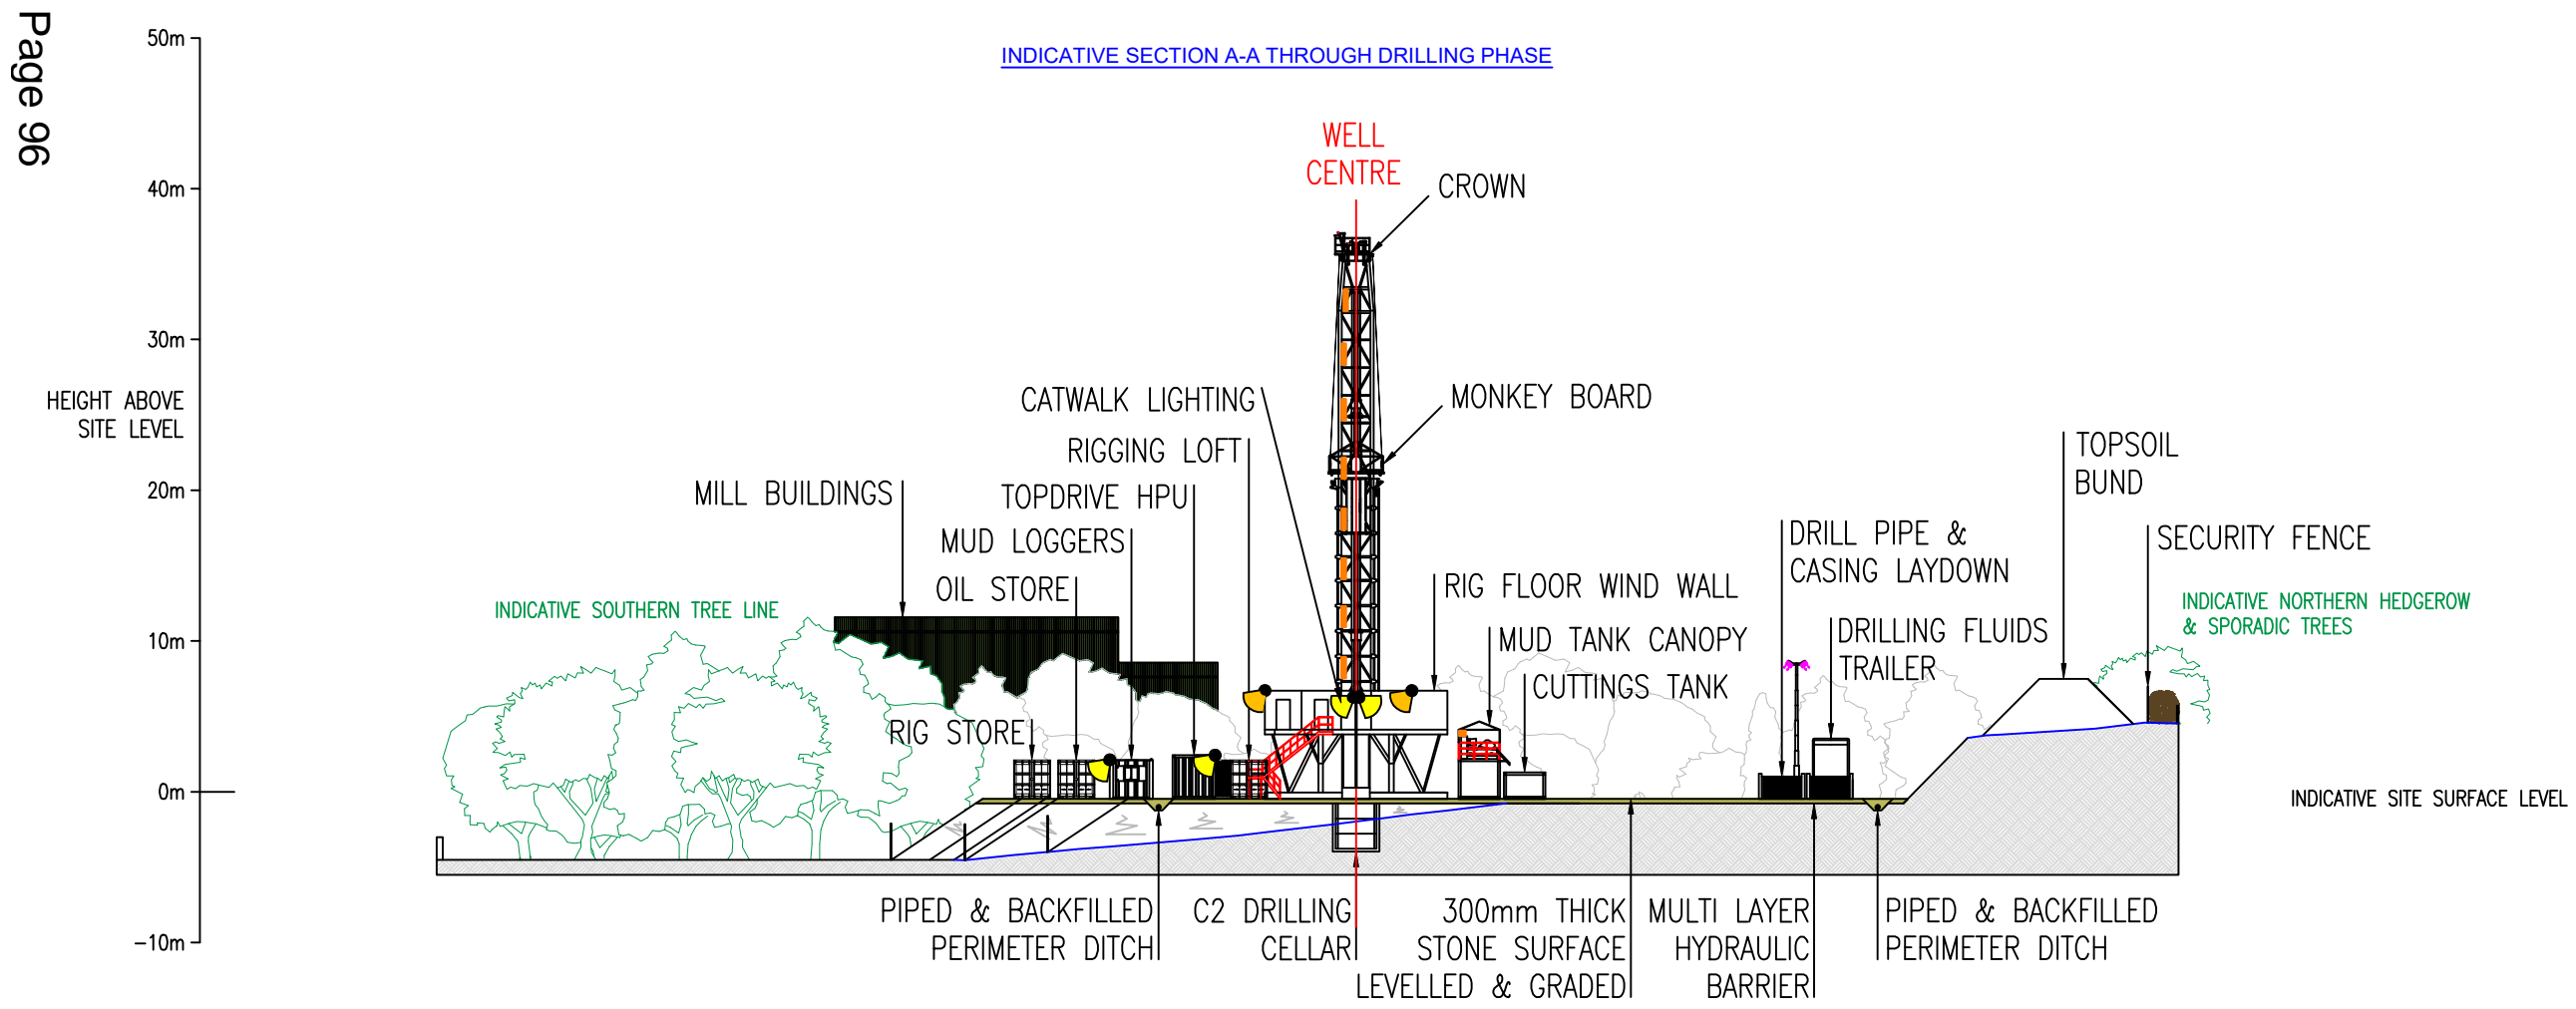 Page 96
INDICATIVE SECTION A-A THROUGH DRILLING PHASE
50m
40m
30m
20m
10m
0m
-10m
HEIGHT ABOVE
SITE LEVEL
WELL
CENTRE
CROWN
MONKEY BOARD
CATWALK LIGHTING
RIGGING LOFT
TOPDRIVE HPU
MILL BUILDINGS
MUD LOGGERS
OIL STORE
RIG STORE
INDICATIVE SOUTHERN TREE LINE
RIG FLOOR WIND WALL
MUD TANK CANOPY
CUTTINGS TANK
DRILL PIPE &
CASING LAYDOWN
DRILLING FLUIDS
TRAILER
TOPSOIL
BUND
SECURITY FENCE
INDICATIVE NORTHERN HEDGEROW
& SPORADIC TREES
INDICATIVE SITE SURFACE LEVEL
PIPED & BACKFILLED
PERIMETER DITCH
C2 DRILLING
CELLAR
300mm THICK
STONE SURFACE
LEVELLED & GRADED
MULTI LAYER
HYDRAULIC
BARRIER
PIPED & BACKFILLED
PERIMETER DITCH